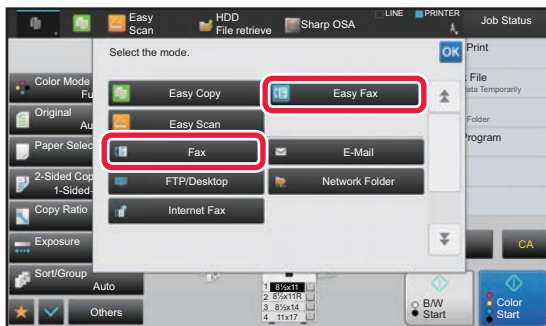 Easy
Scan
HDD
File retrieve
Sharp OSA
LINE
PRINTER
Job Status
Select the mode.
OK
Print
File
ata Temporarily
Folder
Program
Color Mode
Fu
Original
Au
Paper Selec
2-Sided Cop
1-Sided-
Copy Ratio
Exposure
Sort/Group
Auto
Others
Easy Copy
Easy Fax
Easy Scan
Fax
E-Mail
FTP/Desktop
Network Folder
Internet Fax
CA
1 8½x11
2 8½x11R
3 8½x14
4 11x17
B/W
Start
Color
Start